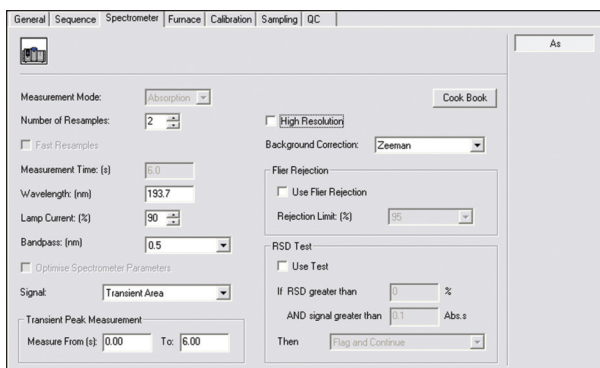 General Sequence Spectrometer Furnace Calibration Sampling QC
As
Measurement Mode: Absorption
Cook Book
Number of Resamples: 2
High Resolution
Fast Resamples
Background Correction: Zeeman
Measurement Time: (s) 6.0
Flier Rejection
Wavelength: (nm) 193.7
Use Flier Rejection
Lamp Current: (%) 90
Rejection Limit: (%) 95
Bandpass: (nm) 0.5
RSD Test
Optimise Spectrometer Parameters
Use Test
Signal: Transient Area
If RSD greater than 0 %
AND signal greater than 0.1 Abs.s
Transient Peak Measurement
Measure From (s): 0.00 To: 6.00
Then Flag and Continue